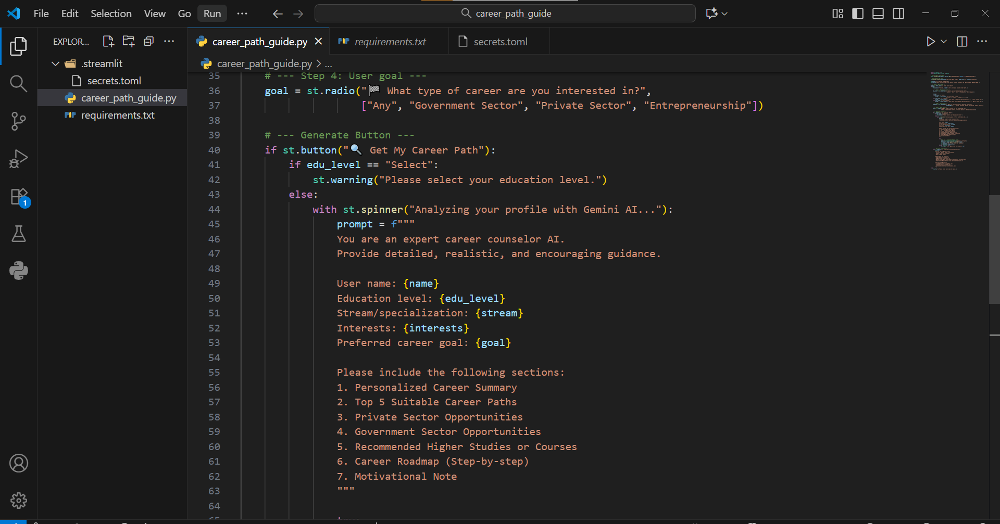 File Edit Selection View Go Run ··· career_path_guide
EXPLOR... ···
.streamlit
secrets.toml
career_path_guide.py
requirements.txt
1
career_path_guide.py requirements.txt secrets.toml
career_path_guide.py > ...
35 # --- Step 4: User goal ---
36 goal = st.radio("🏁 What type of career are you interested in?",
37 ["Any", "Government Sector", "Private Sector", "Entrepreneurship"])
38
39 # --- Generate Button ---
40 if st.button("🔍 Get My Career Path"):
41 if edu_level == "Select":
42 st.warning("Please select your education level.")
43 else:
44 with st.spinner("Analyzing your profile with Gemini AI..."):
45 prompt = f"""
46 You are an expert career counselor AI.
47 Provide detailed, realistic, and encouraging guidance.
48
49 User name: {name}
50 Education level: {edu_level}
51 Stream/specialization: {stream}
52 Interests: {interests}
53 Preferred career goal: {goal}
54
55 Please include the following sections:
56 1. Personalized Career Summary
57 2. Top 5 Suitable Career Paths
58 3. Private Sector Opportunities
59 4. Government Sector Opportunities
60 5. Recommended Higher Studies or Courses
61 6. Career Roadmap (Step-by-step)
62 7. Motivational Note
63 """
64